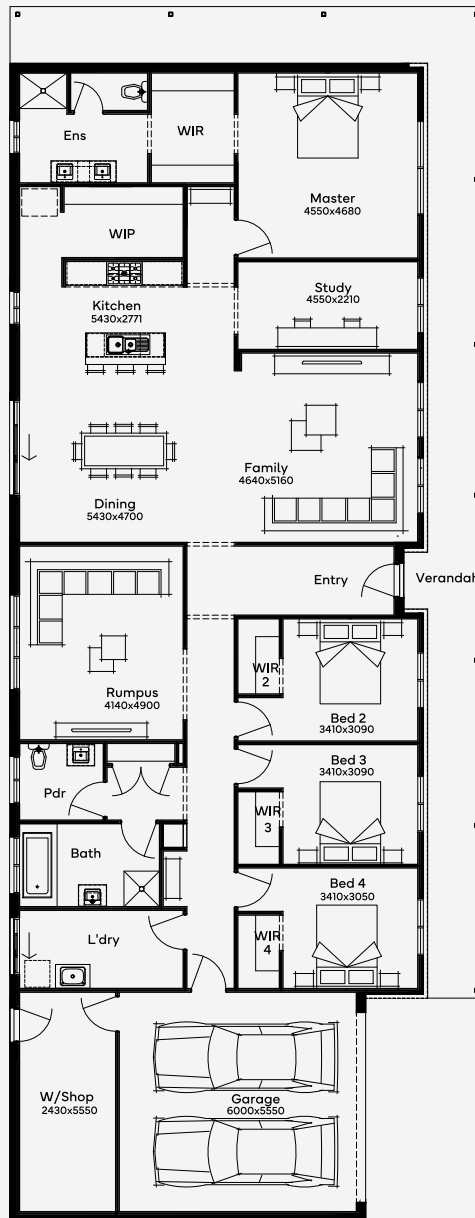 Ens
WIR
Master
4550x4680
WIP
Study
4550x2210
Kitchen
5430x2771
Family
4640x5160
Dining
5430x4700
Entry
Verandah
WIR
2
Rumpus
4140x4900
Bed 2
3410x3090
Bed 3
3410x3090
Pdr
WIR
3
Bath
Bed 4
3410x3050
L'dry
WIR
4
W/Shop
2430x5550
Garage
6000x5550